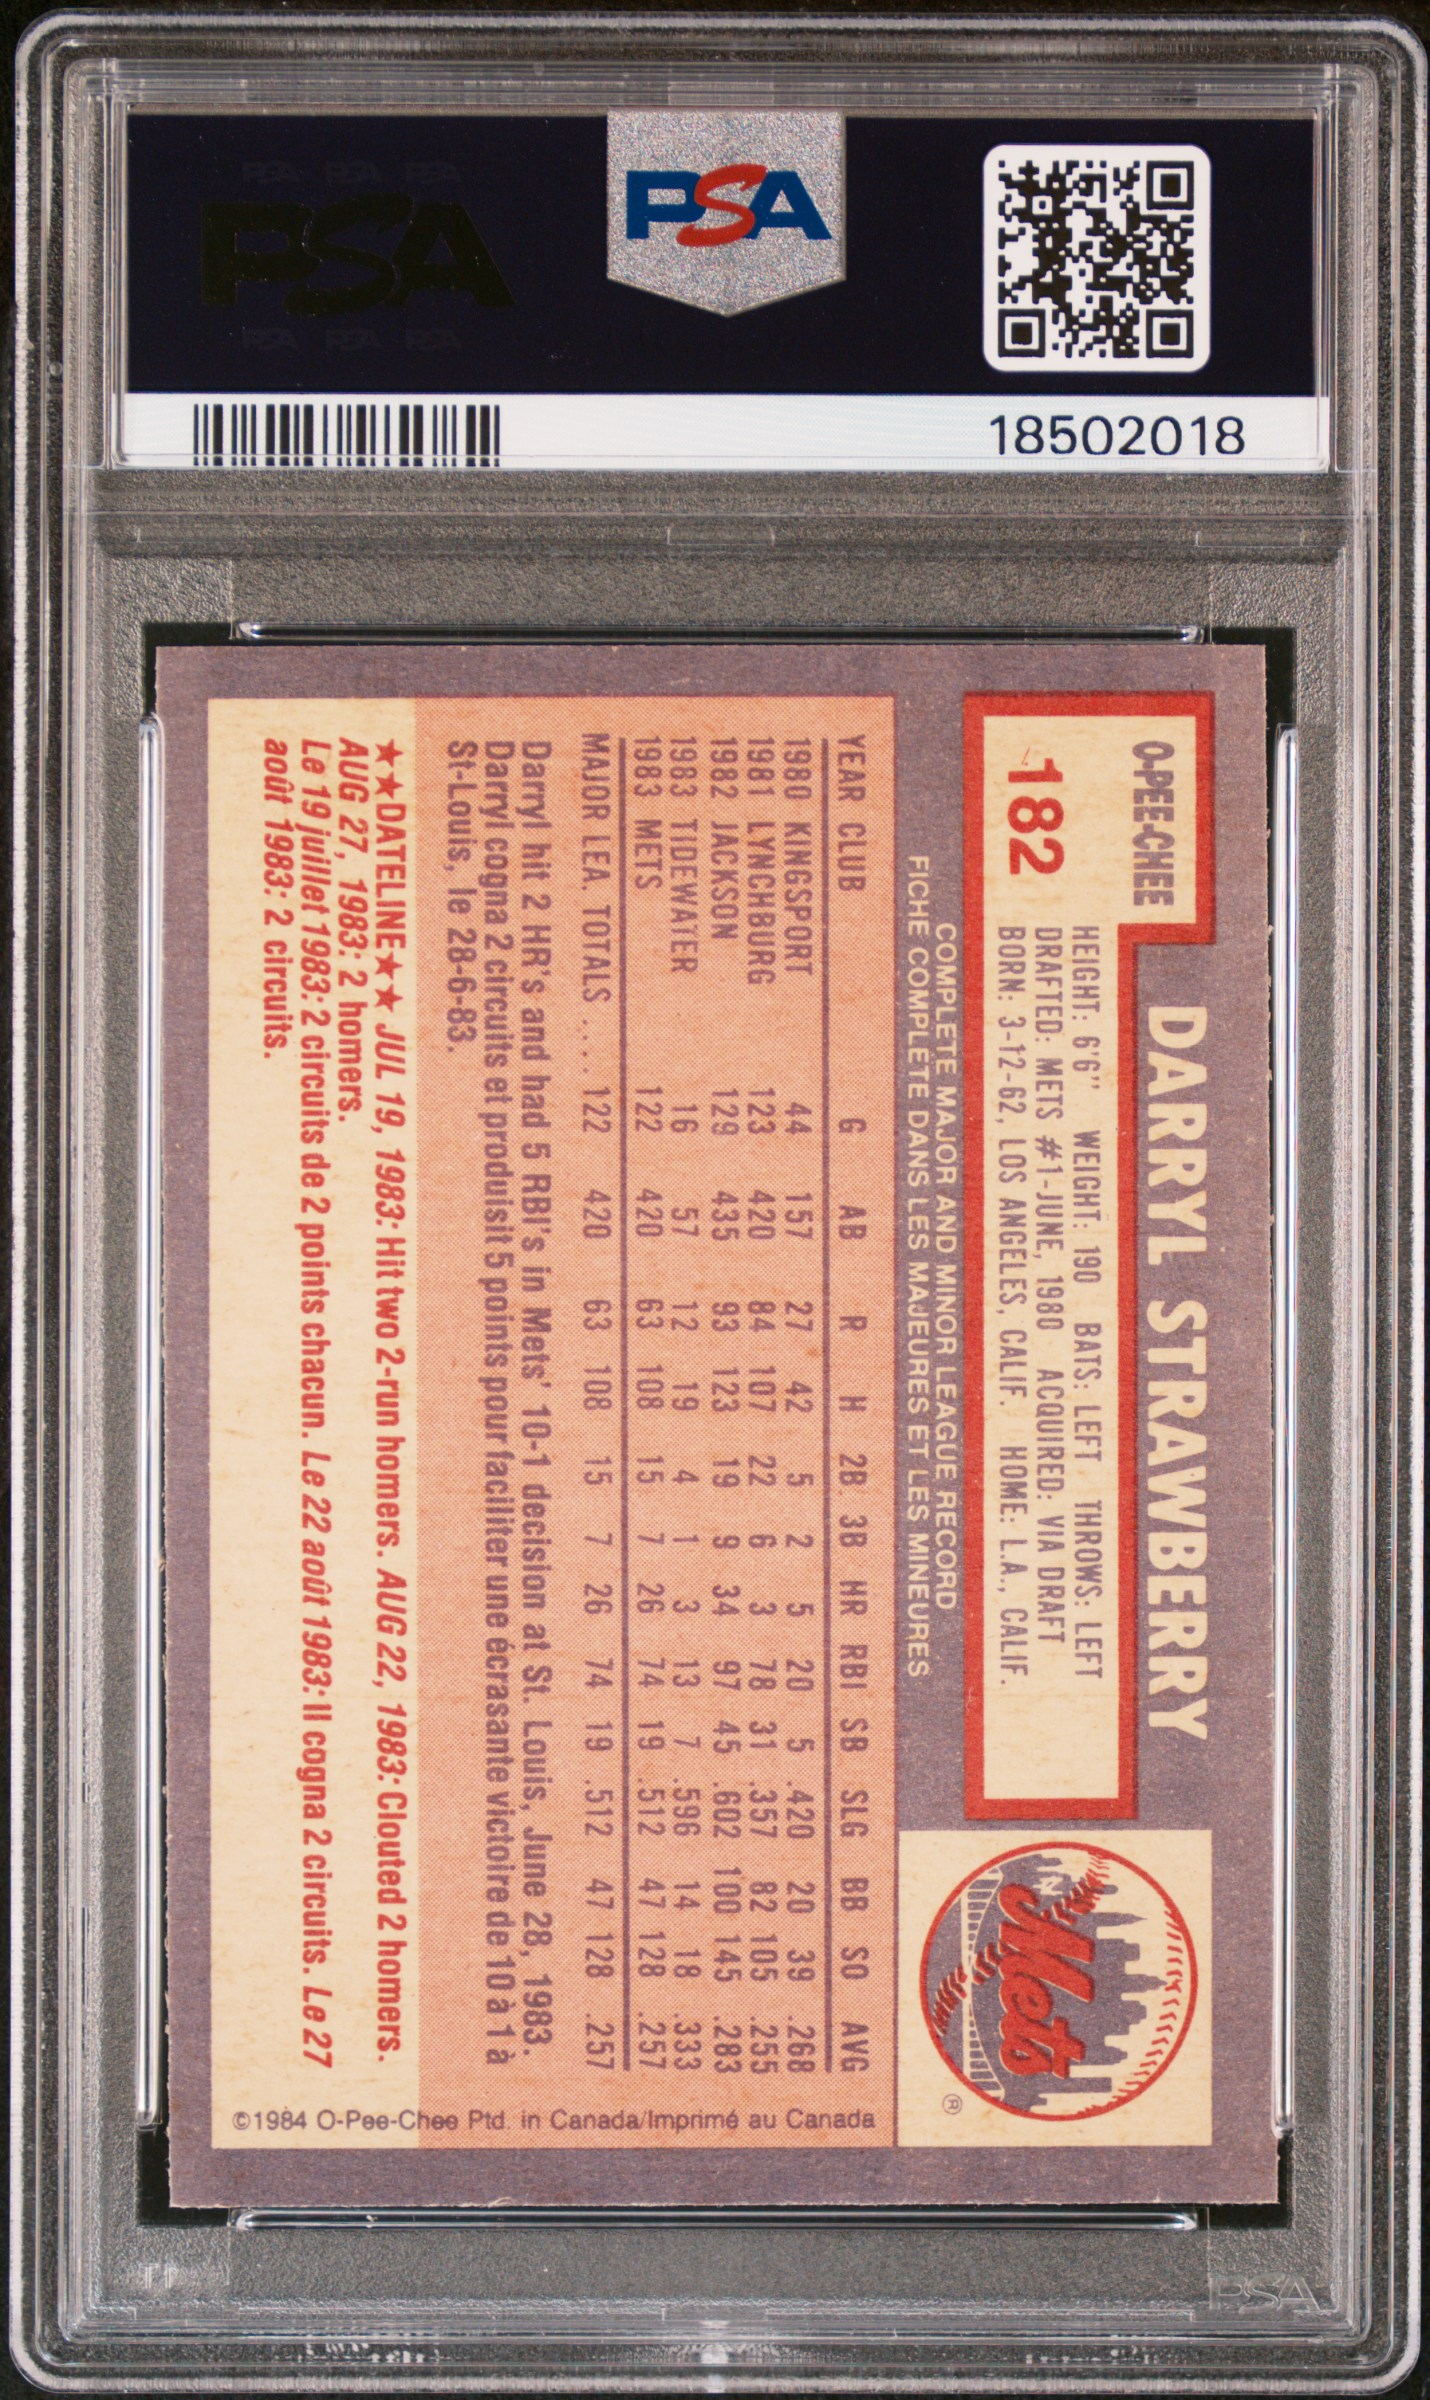 PSA PSA PSA
PSA
PSA PSA PSA
PSA
18502018
O-PEE-CHEE
182
DARRYL STRAWBERRY
HEIGHT: 6'6" WEIGHT: 190 BATS: LEFT THROWS: LEFT
DRAFTED: METS #1-JUNE, 1980 ACQUIRED: VIA DRAFT
BORN: 3-12-62, LOS ANGELES, CALIF. HOME: L.A., CALIF.
Mets
NY
®
COMPLETE MAJOR AND MINOR LEAGUE RECORD
FICHE COMPLÈTE DANS LES MAJEURES ET LES MINEURES
YEAR CLUB G AB R H 2B 3B HR RBI SB SLG BB SO AVG
1980 KINGSPORT 44 157 27 42 5 2 5 20 5 .420 20 39 .268
1981 LYNCHBURG 123 420 84 107 22 6 3 78 31 .357 82 105 .255
1982 JACKSON 129 435 93 123 19 9 34 97 45 .602 100 145 .283
1983 TIDEWATER 16 57 12 19 4 1 3 13 7 .596 14 18 .333
1983 METS 122 420 63 108 15 7 26 74 19 .512 47 128 .257
MAJOR LEA. TOTALS .... 122 420 63 108 15 7 26 74 19 .512 47 128 .257
Darryl hit 2 HR's and had 5 RBI's in Mets' 10-1 decision at St. Louis, June 28, 1983.
Darryl cogna 2 circuits et produisit 5 points pour faciliter une écrasante victoire de 10 à 1 à
St-Louis, le 28-6-83.
★★DATELINE★★ JUL 19, 1983: Hit two 2-run homers. AUG 22, 1983: Clouted 2 homers.
AUG 27, 1983: 2 homers.
Le 19 juillet 1983: 2 circuits de 2 points chacun. Le 22 août 1983: Il cogna 2 circuits. Le 27
août 1983: 2 circuits.
©1984 O-Pee-Chee Ptd. in Canada/Imprimé au Canada
PSA